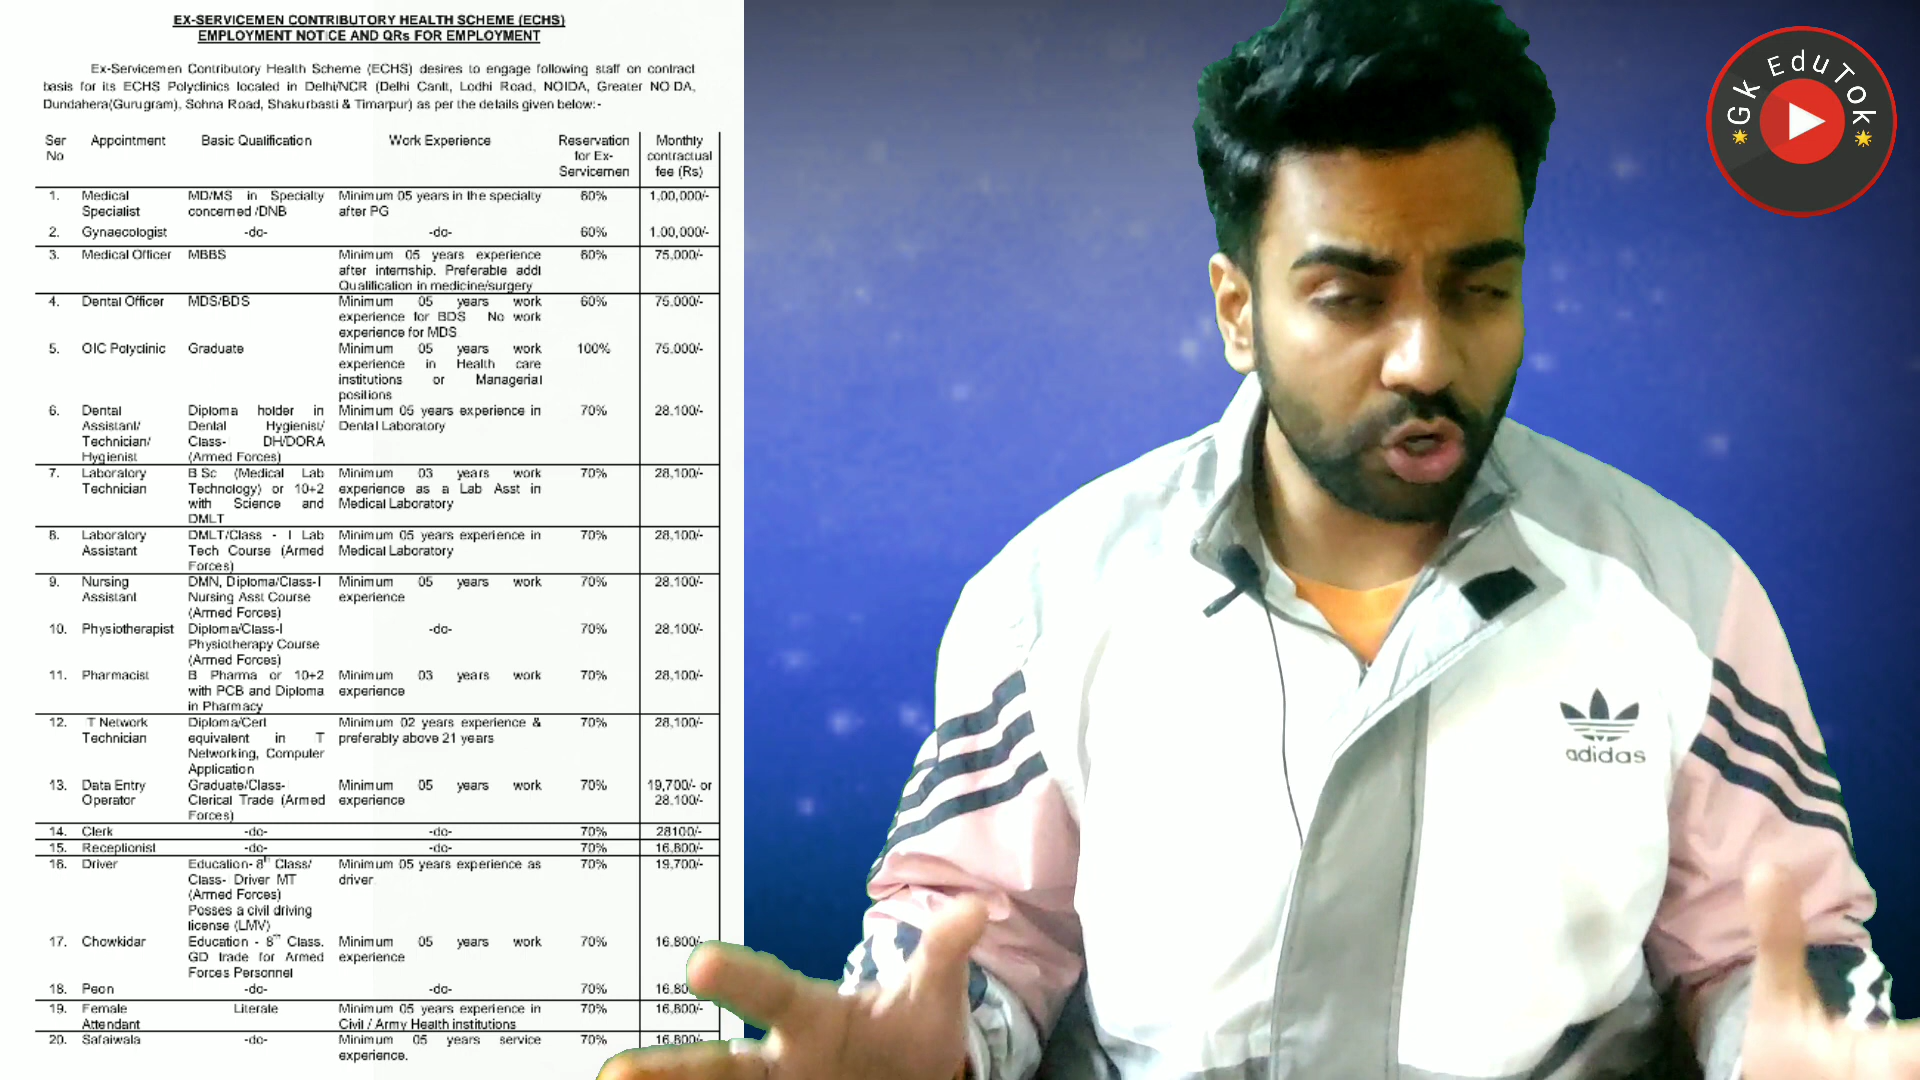 EX-SERVICEMEN CONTRIBUTORY HEALTH SCHEME (ECHS)
EMPLOYMENT NOTICE AND QRs FOR EMPLOYMENT
Ex-Servicemen Contributory Health Scheme (ECHS) desires to engage following staff on contract
basis for its ECHS Polyclinics located in Delhi/NCR (Delhi Cantt, Lodhi Road, NOIDA, Greater NO DA,
Dundahera(Gurugram), Sohna Road, Shakurbasti & Timarpur) as per the details given below:-
Ser Appointment Basic Qualification Work Experience Reservation Monthly
No for Ex- contractual
Servicemen fee (Rs)
1. Medical MD/MS in Specialty Minimum 05 years in the specialty 60% 1,00,000/-
Specialist concerned /DNB after PG
2. Gynaecologist -do- -do- 60% 1,00,000/-
3. Medical Officer MBBS Minimum 05 years experience 60% 75,000/-
after internship. Preferable addl
Qualification in medicine/surgery
4. Dental Officer MDS/BDS Minimum 05 years work 60% 75,000/-
experience for BDS No work
experience for MDS
5. OIC Polyclinic Graduate Minimum 05 years work 100% 75,000/-
experience in Health care
institutions or Managerial
positions
6. Dental Diploma holder in Minimum 05 years experience in 70% 28,100/-
Assistant/ Dental Hygienist/ Dental Laboratory
Technician/ Class- DH/DORA
Hygienist (Armed Forces)
7. Laboratory B Sc (Medical Lab Minimum 03 years work 70% 28,100/-
Technician Technology) or 10+2 experience as a Lab Asst in
with Science and Medical Laboratory
DMLT
8. Laboratory DMLT/Class - I Lab Minimum 05 years experience in 70% 28,100/-
Assistant Tech Course (Armed Medical Laboratory
Forces)
9. Nursing DMN, Diploma/Class-I Minimum 05 years work 70% 28,100/-
Assistant Nursing Asst Course experience
(Armed Forces)
10. Physiotherapist Diploma/Class-I -do- 70% 28,100/-
Physiotherapy Course
(Armed Forces)
11. Pharmacist B Pharma or 10+2 Minimum 03 years work 70% 28,100/-
with PCB and Diploma experience
in Pharmacy
12. T Network Diploma/Cert Minimum 02 years experience & 70% 28,100/-
Technician equivalent in T preferably above 21 years
Networking, Computer
Application
13. Data Entry Graduate/Class- Minimum 05 years work 70% 19,700/- or
Operator Clerical Trade (Armed experience 28,100/-
Forces)
14. Clerk -do- -do- 70% 28100/-
15. Receptionist -do- -do- 70% 16,800/-
16. Driver Education- 8th Class/ Minimum 05 years experience as 70% 19,700/-
Class- Driver MT driver
(Armed Forces)
Posses a civil driving
license (LMV)
17. Chowkidar Education - 8th Class. Minimum 05 years work 70% 16,800/-
GD trade for Armed experience
Forces Personnel
18. Peon -do- -do- 70% 16,80
19. Female Literate Minimum 05 years experience in 70% 16,800/-
Attendant Civil / Army Health institutions
20. Safaiwala -do- Minimum 05 years service 70% 16,800/-
experience.
Gk EduTok
adidas